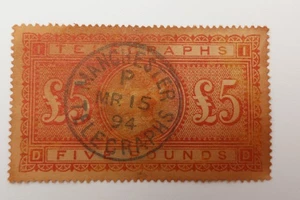 TELEGRAPHS
MANCHESTER
P
MR 15
94
TELEGRAPHS
£5
£5
D FIVE POUNDS D